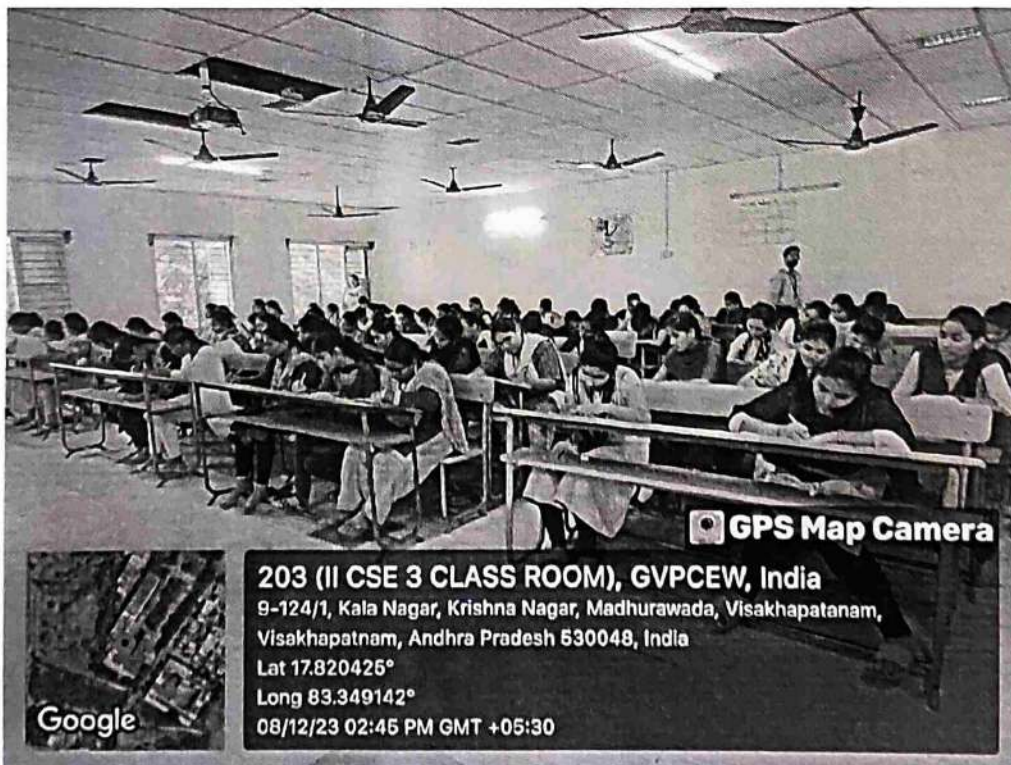 GPS Map Camera
203 (II CSE 3 CLASS ROOM), GVPCEW, India
9-124/1, Kala Nagar, Krishna Nagar, Madhurawada, Visakhapatanam,
Visakhapatnam, Andhra Pradesh 530048, India
Lat 17.820425°
Long 83.349142°
08/12/23 02:45 PM GMT +05:30
Google